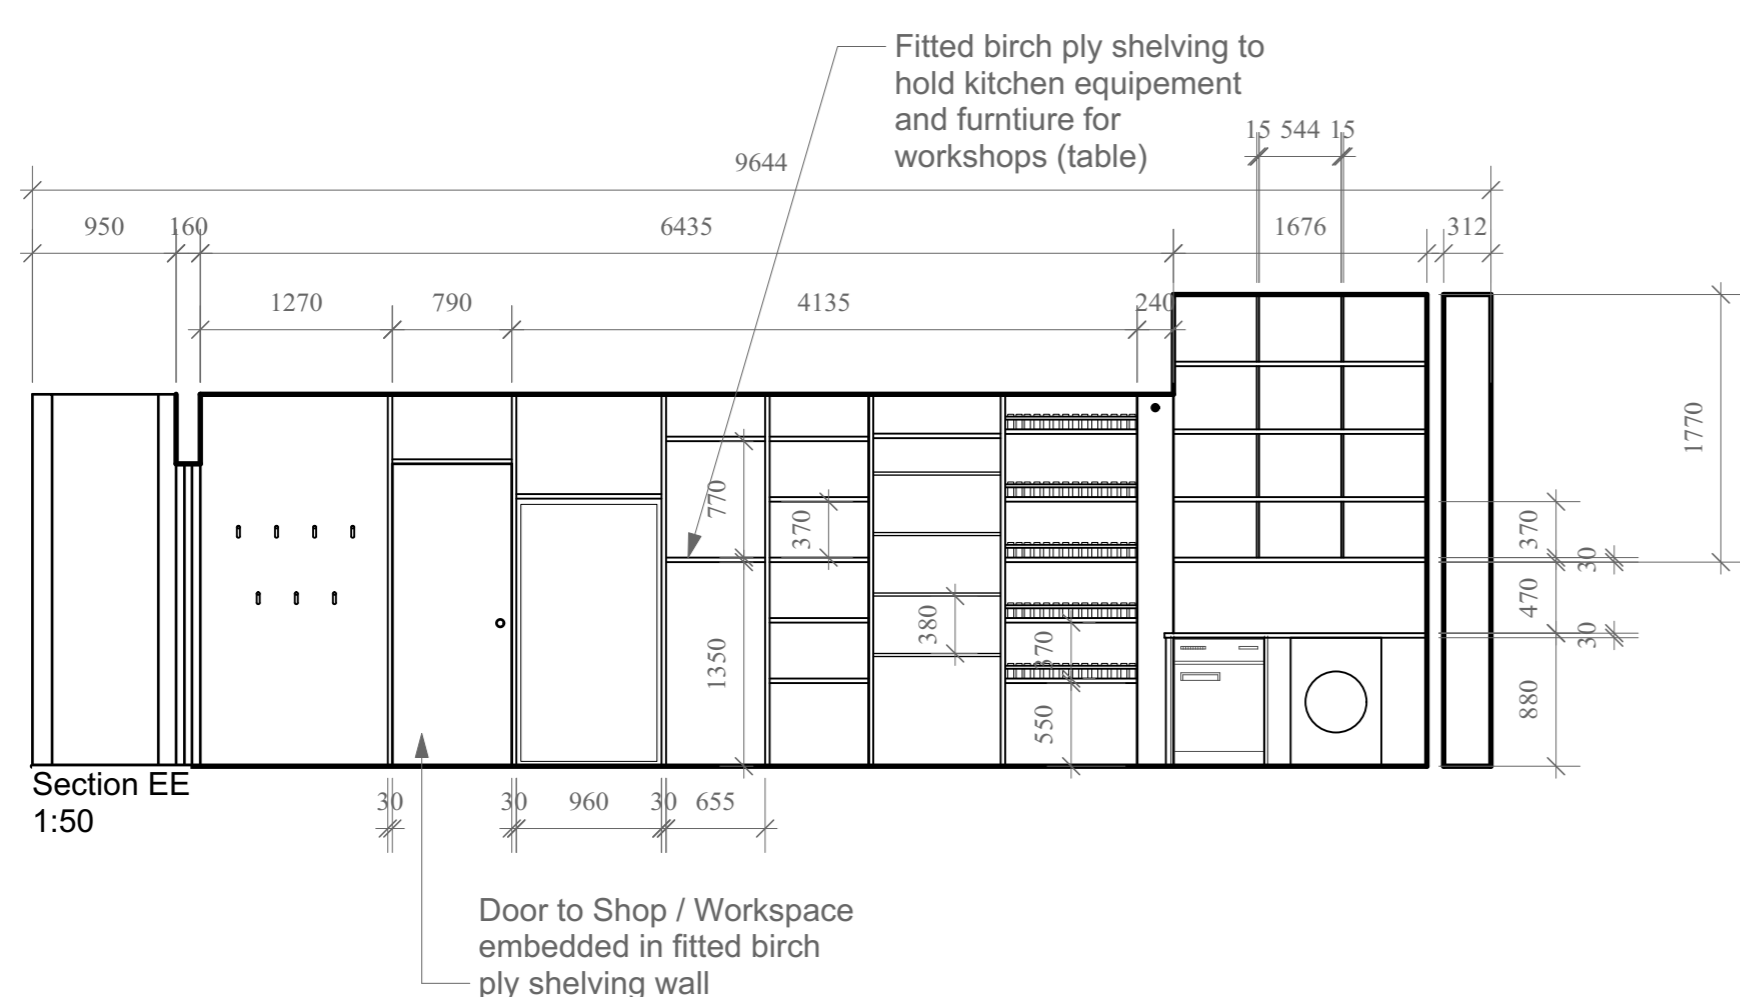 Fitted birch ply shelving to
hold kitchen equipement
and furntiure for
workshops (table)
15 544 15
9644
950 160 6435 1676 312
1270 790 4135 240
1770
770
370
370
30
470
30
380
370
1350
550
880
Section EE
1:50
30 30 960 30 655
Door to Shop / Workspace
embedded in fitted birch
ply shelving wall